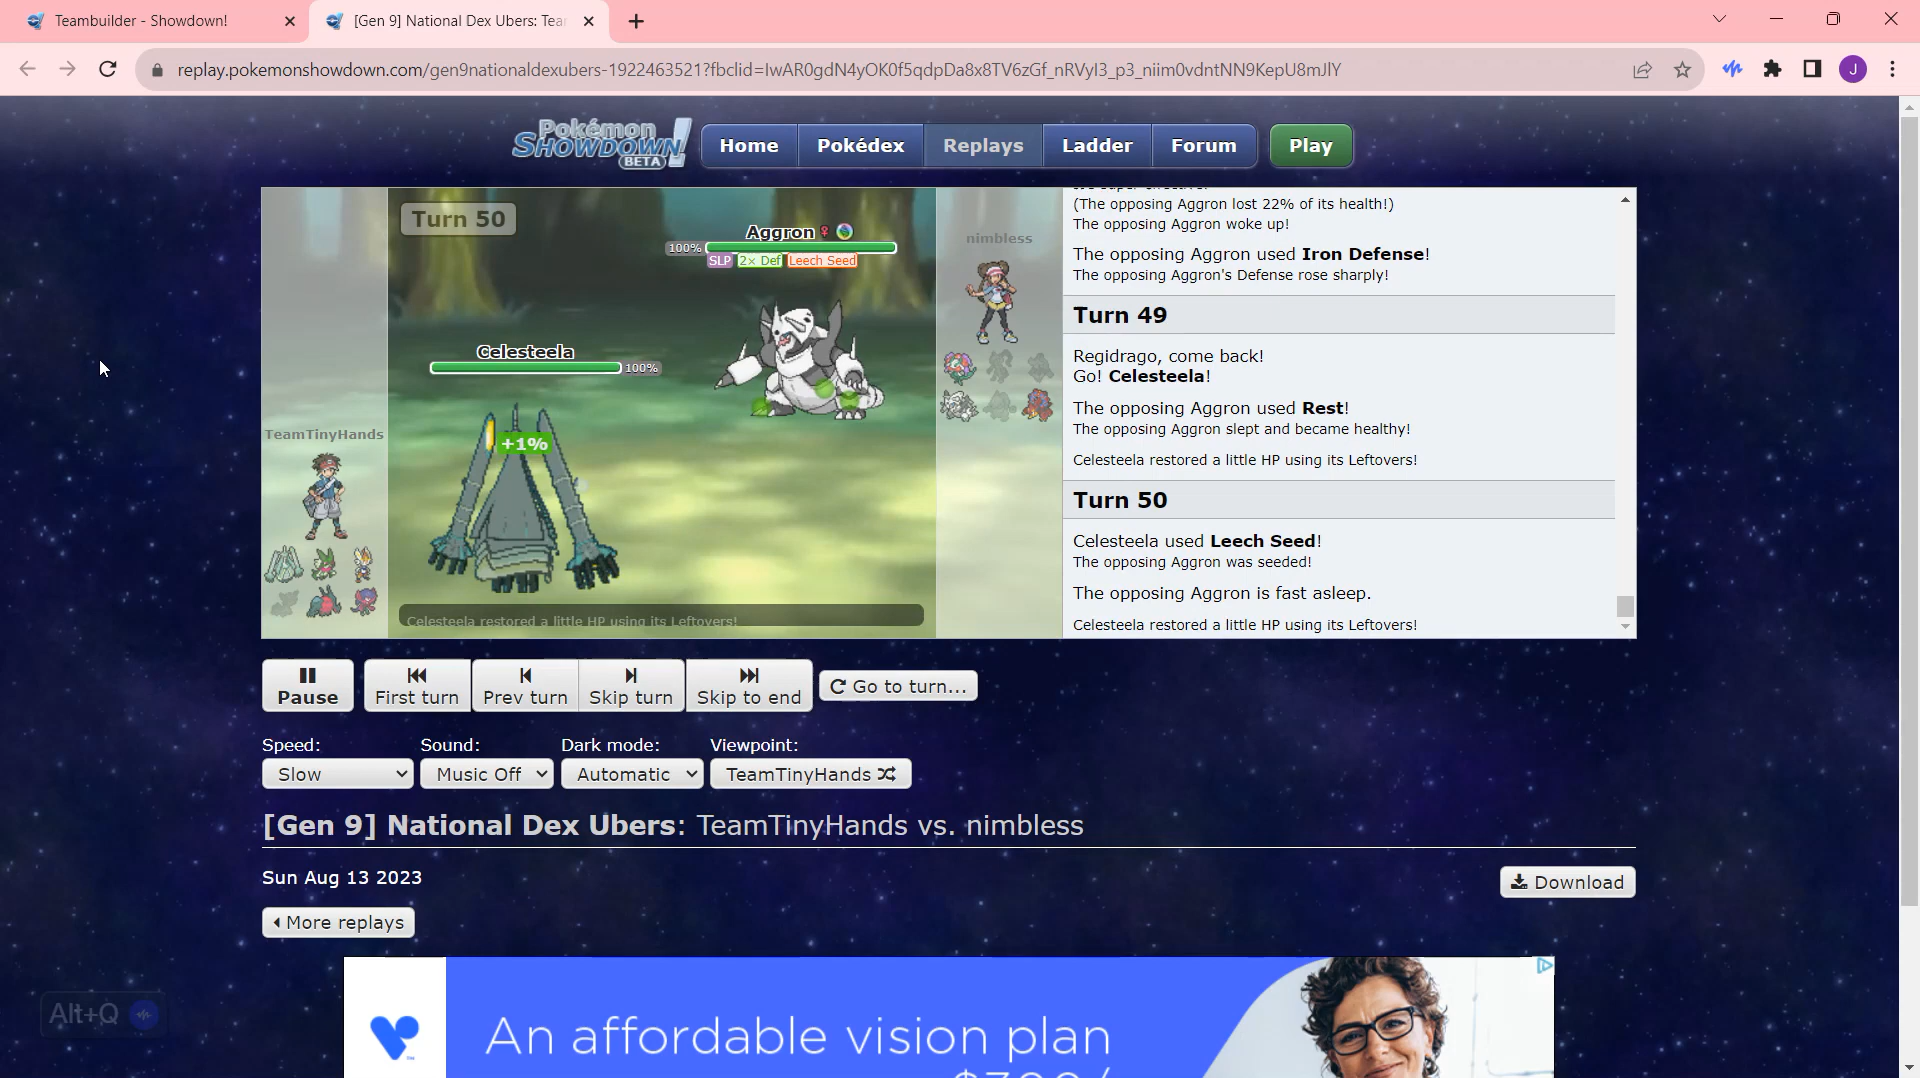 Teambuilder - Showdown!
[Gen 9] National Dex Ubers: Tea
replay.pokemonshowdown.com/gen9nationaldexubers-1922463521?fbclid=IwAR0gdN4yOK0f5qdpDa8x8TV6zGf_nRVyI3_p3_niim0vdntNN9KepU8mJlY
J
Pokémon
SHOWDOWN!
BETA
Home
Pokédex
Replays
Ladder
Forum
Play
Turn 50
Aggron ♀
100%
SLP 2× Def Leech Seed
Celesteela
100%
+1%
Celesteela restored a little HP using its Leftovers!
TeamTinyHands
nimbless
(The opposing Aggron lost 22% of its health!)
The opposing Aggron woke up!
The opposing Aggron used Iron Defense!
The opposing Aggron's Defense rose sharply!
Turn 49
Regidrago, come back!
Go! Celesteela!
The opposing Aggron used Rest!
The opposing Aggron slept and became healthy!
Celesteela restored a little HP using its Leftovers!
Turn 50
Celesteela used Leech Seed!
The opposing Aggron was seeded!
The opposing Aggron is fast asleep.
Celesteela restored a little HP using its Leftovers!
Pause
First turn
Prev turn
Skip turn
Skip to end
Go to turn...
Speed:
Sound:
Dark mode:
Viewpoint:
Slow
Music Off
Automatic
TeamTinyHands
[Gen 9] National Dex Ubers: TeamTinyHands vs. nimbless
Sun Aug 13 2023
Download
More replays
Alt+Q
An affordable vision plan